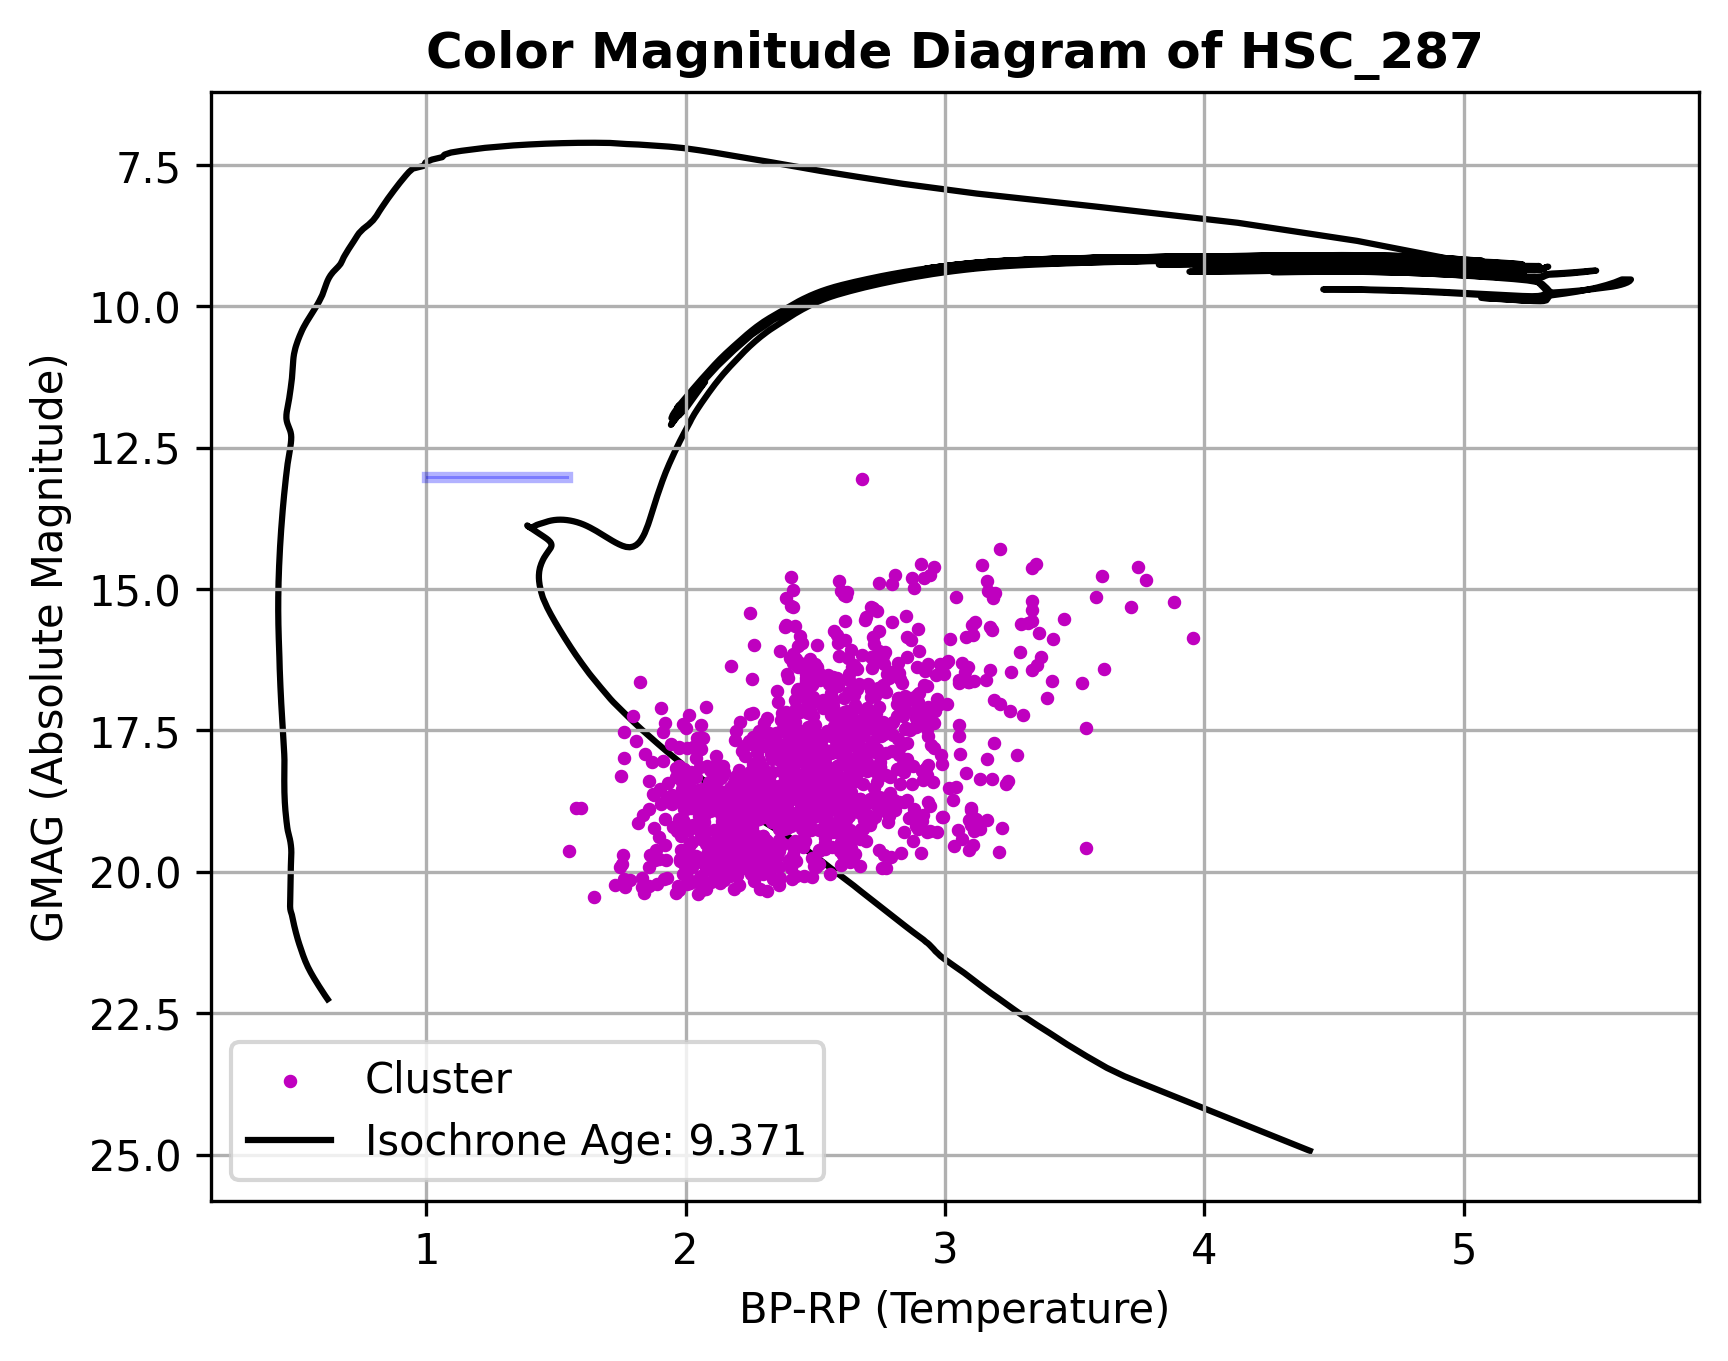 Color Magnitude Diagram of HSC_287
GMAG (Absolute Magnitude)
7.5
10.0
12.5
15.0
17.5
20.0
22.5
25.0
Cluster
Isochrone Age: 9.371
1 2 3 4 5
BP-RP (Temperature)